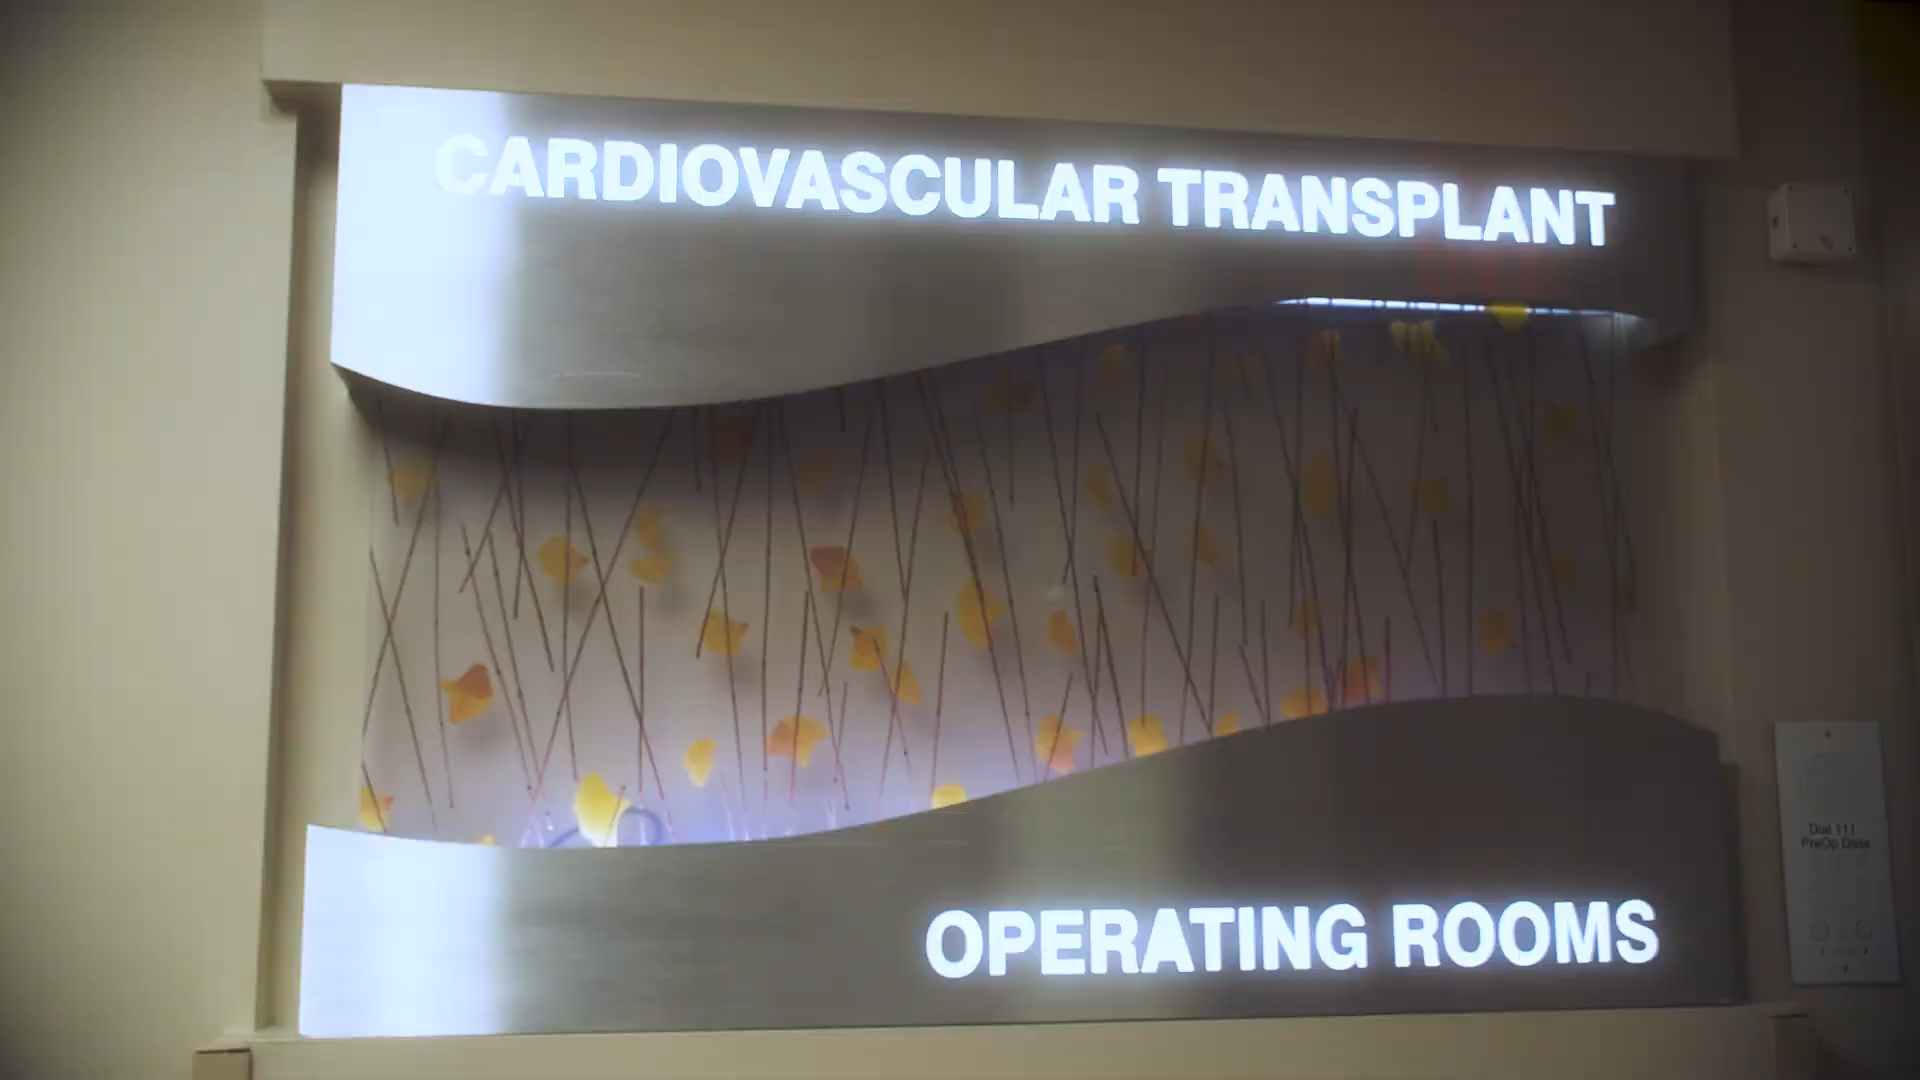 CARDIOVASCULAR TRANSPLANT
OPERATING ROOMS
Dial 111
PreOp Desk